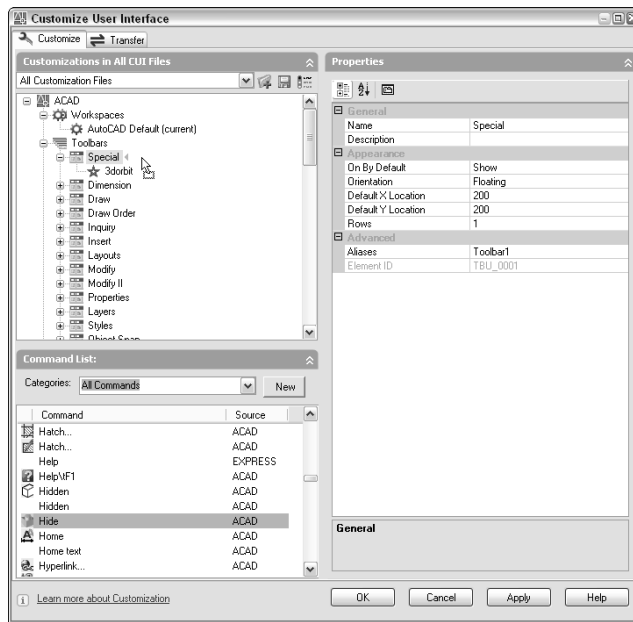 Customize User Interface
Customize
Transfer
Customizations in All CUI Files
All Customization Files
ACAD
Workspaces
AutoCAD Default (current)
Toolbars
Special
3dorbit
Dimension
Draw
Draw Order
Inquiry
Insert
Layouts
Modify
Modify II
Properties
Layers
Styles
Object Snap
Command List:
Categories: All Commands New
Command Source
Hatch... ACAD
Hatch... ACAD
Help EXPRESS
Help\tF1 ACAD
Hidden ACAD
Hidden ACAD
Hide ACAD
Home ACAD
Home text ACAD
Hyperlink... ACAD
Properties
General
Name Special
Description
Appearance
On By Default Show
Orientation Floating
Default X Location 200
Default Y Location 200
Rows 1
Advanced
Aliases Toolbar1
Element ID TBU_0001
General
Learn more about Customization
OK Cancel Apply Help